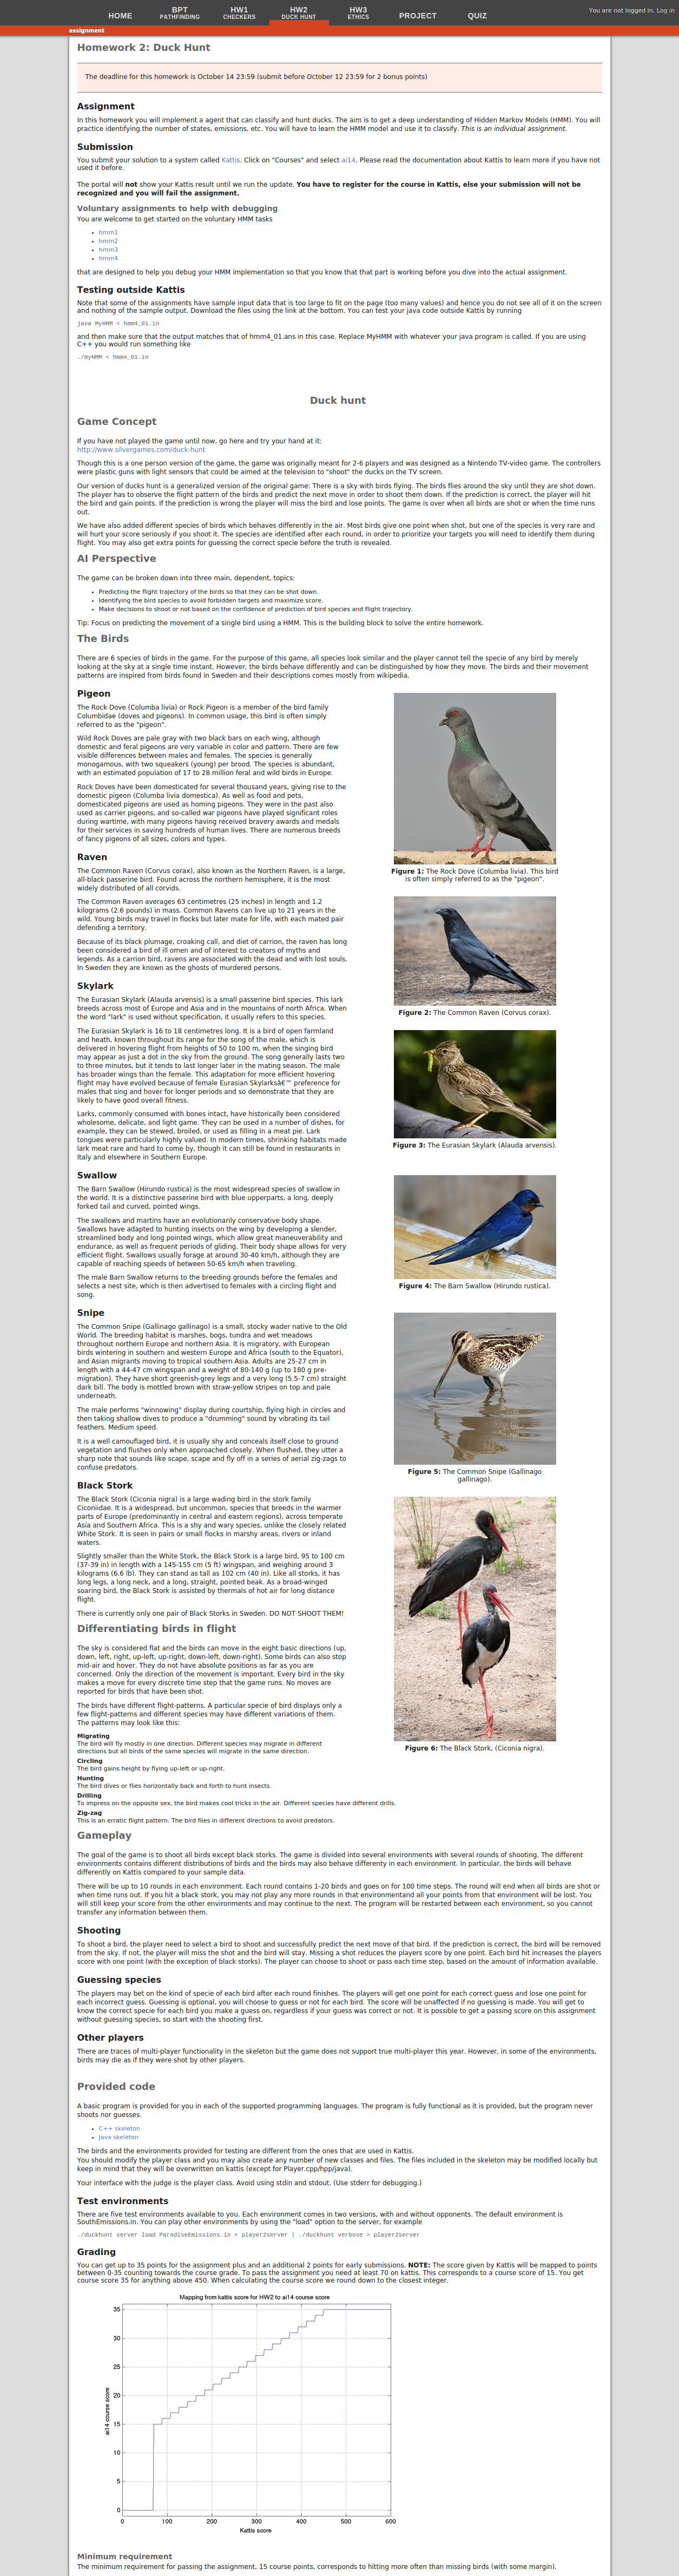 HOME
BPT
PATHFINDING
HW1
CHECKERS
HW2
DUCK HUNT
HW3
ETHICS
PROJECT
QUIZ
You are not logged in. Log in
assignment
Homework 2: Duck Hunt
The deadline for this homework is October 14 23:59 (submit before October 12 23:59 for 2 bonus points)
Assignment
In this homework you will implement a agent that can classify and hunt ducks. The aim is to get a deep understanding of Hidden Markov Models (HMM). You will
practice identifying the number of states, emissions, etc. You will have to learn the HMM model and use it to classify. This is an individual assignment.
Submission
You submit your solution to a system called Kattis. Click on "Courses" and select ai14. Please read the documentation about Kattis to learn more if you have not
used it before.
The portal will not show your Kattis result until we run the update. You have to register for the course in Kattis, else your submission will not be
recognized and you will fail the assignment.
Voluntary assignments to help with debugging
You are welcome to get started on the voluntary HMM tasks
• hmm1
• hmm2
• hmm3
• hmm4
that are designed to help you debug your HMM implementation so that you know that that part is working before you dive into the actual assignment.
Testing outside Kattis
Note that some of the assignments have sample input data that is too large to fit on the page (too many values) and hence you do not see all of it on the screen
and nothing of the sample output. Download the files using the link at the bottom. You can test your java code outside Kattis by running
java MyHMM < hmm4_01.in
and then make sure that the output matches that of hmm4_01.ans in this case. Replace MyHMM with whatever your java program is called. If you are using
C++ you would run something like
./myHMM < hmm4_01.in
Duck hunt
Game Concept
If you have not played the game until now, go here and try your hand at it:
http://www.silvergames.com/duck-hunt
Though this is a one person version of the game, the game was originally meant for 2-6 players and was designed as a Nintendo TV-video game. The controllers
were plastic guns with light sensors that could be aimed at the television to "shoot" the ducks on the TV screen.
Our version of ducks hunt is a generalized version of the original game: There is a sky with birds flying. The birds flies around the sky until they are shot down.
The player has to observe the flight pattern of the birds and predict the next move in order to shoot them down. If the prediction is correct, the player will hit
the bird and gain points. If the prediction is wrong the player will miss the bird and lose points. The game is over when all birds are shot or when the time runs
out.
We have also added different species of birds which behaves differently in the air. Most birds give one point when shot, but one of the species is very rare and
will hurt your score seriously if you shoot it. The species are identified after each round, in order to prioritize your targets you will need to identify them during
flight. You may also get extra points for guessing the correct specie before the truth is revealed.
AI Perspective
The game can be broken down into three main, dependent, topics:
• Predicting the flight trajectory of the birds so that they can be shot down.
• Identifying the bird species to avoid forbidden targets and maximize score.
• Make decisions to shoot or not based on the confidence of prediction of bird species and flight trajectory.
Tip: Focus on predicting the movement of a single bird using a HMM. This is the building block to solve the entire homework.
The Birds
There are 6 species of birds in the game. For the purpose of this game, all species look similar and the player cannot tell the specie of any bird by merely
looking at the sky at a single time instant. However, the birds behave differently and can be distinguished by how they move. The birds and their movement
patterns are inspired from birds found in Sweden and their descriptions comes mostly from wikipedia.
Pigeon
The Rock Dove (Columba livia) or Rock Pigeon is a member of the bird family
Columbidae (doves and pigeons). In common usage, this bird is often simply
referred to as the "pigeon".
Wild Rock Doves are pale gray with two black bars on each wing, although
domestic and feral pigeons are very variable in color and pattern. There are few
visible differences between males and females. The species is generally
monogamous, with two squeakers (young) per brood. The species is abundant,
with an estimated population of 17 to 28 million feral and wild birds in Europe.
Rock Doves have been domesticated for several thousand years, giving rise to the
domestic pigeon (Columba livia domestica). As well as food and pets,
domesticated pigeons are used as homing pigeons. They were in the past also
used as carrier pigeons, and so-called war pigeons have played significant roles
during wartime, with many pigeons having received bravery awards and medals
for their services in saving hundreds of human lives. There are numerous breeds
of fancy pigeons of all sizes, colors and types.
Figure 1: The Rock Dove (Columba livia). This bird
is often simply referred to as the "pigeon".
Raven
The Common Raven (Corvus corax), also known as the Northern Raven, is a large,
all-black passerine bird. Found across the northern hemisphere, it is the most
widely distributed of all corvids.
The Common Raven averages 63 centimetres (25 inches) in length and 1.2
kilograms (2.6 pounds) in mass. Common Ravens can live up to 21 years in the
wild. Young birds may travel in flocks but later mate for life, with each mated pair
defending a territory.
Because of its black plumage, croaking call, and diet of carrion, the raven has long
been considered a bird of ill omen and of interest to creators of myths and
legends. As a carrion bird, ravens are associated with the dead and with lost souls.
In Sweden they are known as the ghosts of murdered persons.
Figure 2: The Common Raven (Corvus corax).
Skylark
The Eurasian Skylark (Alauda arvensis) is a small passerine bird species. This lark
breeds across most of Europe and Asia and in the mountains of north Africa. When
the word "lark" is used without specification, it usually refers to this species.
The Eurasian Skylark is 16 to 18 centimetres long. It is a bird of open farmland
and heath, known throughout its range for the song of the male, which is
delivered in hovering flight from heights of 50 to 100 m, when the singing bird
may appear as just a dot in the sky from the ground. The song generally lasts two
to three minutes, but it tends to last longer later in the mating season. The male
has broader wings than the female. This adaptation for more efficient hovering
flight may have evolved because of female Eurasian Skylarksâ€™ preference for
males that sing and hover for longer periods and so demonstrate that they are
likely to have good overall fitness.
Larks, commonly consumed with bones intact, have historically been considered
wholesome, delicate, and light game. They can be used in a number of dishes, for
example, they can be stewed, broiled, or used as filling in a meat pie. Lark
tongues were particularly highly valued. In modern times, shrinking habitats made
lark meat rare and hard to come by, though it can still be found in restaurants in
Italy and elsewhere in Southern Europe.
Figure 3: The Eurasian Skylark (Alauda arvensis).
Swallow
The Barn Swallow (Hirundo rustica) is the most widespread species of swallow in
the world. It is a distinctive passerine bird with blue upperparts, a long, deeply
forked tail and curved, pointed wings.
The swallows and martins have an evolutionarily conservative body shape.
Swallows have adapted to hunting insects on the wing by developing a slender,
streamlined body and long pointed wings, which allow great maneuverability and
endurance, as well as frequent periods of gliding. Their body shape allows for very
efficient flight. Swallows usually forage at around 30-40 km/h, although they are
capable of reaching speeds of between 50-65 km/h when traveling.
The male Barn Swallow returns to the breeding grounds before the females and
selects a nest site, which is then advertised to females with a circling flight and
song.
Figure 4: The Barn Swallow (Hirundo rustica).
Snipe
The Common Snipe (Gallinago gallinago) is a small, stocky wader native to the Old
World. The breeding habitat is marshes, bogs, tundra and wet meadows
throughout northern Europe and northern Asia. It is migratory, with European
birds wintering in southern and western Europe and Africa (south to the Equator),
and Asian migrants moving to tropical southern Asia. Adults are 25-27 cm in
length with a 44-47 cm wingspan and a weight of 80-140 g (up to 180 g pre-
migration). They have short greenish-grey legs and a very long (5.5-7 cm) straight
dark bill. The body is mottled brown with straw-yellow stripes on top and pale
underneath.
The male performs "winnowing" display during courtship, flying high in circles and
then taking shallow dives to produce a "drumming" sound by vibrating its tail
feathers. Medium speed.
It is a well camouflaged bird, it is usually shy and conceals itself close to ground
vegetation and flushes only when approached closely. When flushed, they utter a
sharp note that sounds like scape, scape and fly off in a series of aerial zig-zags to
confuse predators.
Figure 5: The Common Snipe (Gallinago
gallinago).
Black Stork
The Black Stork (Ciconia nigra) is a large wading bird in the stork family
Ciconiidae. It is a widespread, but uncommon, species that breeds in the warmer
parts of Europe (predominantly in central and eastern regions), across temperate
Asia and Southern Africa. This is a shy and wary species, unlike the closely related
White Stork. It is seen in pairs or small flocks in marshy areas, rivers or inland
waters.
Slightly smaller than the White Stork, the Black Stork is a large bird, 95 to 100 cm
(37-39 in) in length with a 145-155 cm (5 ft) wingspan, and weighing around 3
kilograms (6.6 lb). They can stand as tall as 102 cm (40 in). Like all storks, it has
long legs, a long neck, and a long, straight, pointed beak. As a broad-winged
soaring bird, the Black Stork is assisted by thermals of hot air for long distance
flight.
There is currently only one pair of Black Storks in Sweden. DO NOT SHOOT THEM!
Differentiating birds in flight
The sky is considered flat and the birds can move in the eight basic directions (up,
down, left, right, up-left, up-right, down-left, down-right). Some birds can also stop
mid-air and hover. They do not have absolute positions as far as you are
concerned. Only the direction of the movement is important. Every bird in the sky
makes a move for every discrete time step that the game runs. No moves are
reported for birds that have been shot.
The birds have different flight-patterns. A particular specie of bird displays only a
few flight-patterns and different species may have different variations of them.
The patterns may look like this:
Figure 6: The Black Stork, (Ciconia nigra).
Migrating
The bird will fly mostly in one direction. Different species may migrate in different
directions but all birds of the same species will migrate in the same direction.
Circling
The bird gains height by flying up-left or up-right.
Hunting
The bird dives or flies horizontally back and forth to hunt insects.
Drilling
To impress on the opposite sex, the bird makes cool tricks in the air. Different species have different drills.
Zig-zag
This is an erratic flight pattern. The bird flies in different directions to avoid predators.
Gameplay
The goal of the game is to shoot all birds except black storks. The game is divided into several environments with several rounds of shooting. The different
environments contains different distributions of birds and the birds may also behave differenty in each environment. In particular, the birds will behave
differently on Kattis compared to your sample data.
There will be up to 10 rounds in each environment. Each round contains 1-20 birds and goes on for 100 time steps. The round will end when all birds are shot or
when time runs out. If you hit a black stork, you may not play any more rounds in that environmentand all your points from that environment will be lost. You
will still keep your score from the other environments and may continue to the next. The program will be restarted between each environment, so you cannot
transfer any information between them.
Shooting
To shoot a bird, the player need to select a bird to shoot and successfully predict the next move of that bird. If the prediction is correct, the bird will be removed
from the sky. If not, the player will miss the shot and the bird will stay. Missing a shot reduces the players score by one point. Each bird hit increases the players
score with one point (with the exception of black storks). The player can choose to shoot or pass each time step, based on the amount of information available.
Guessing species
The players may bet on the kind of specie of each bird after each round finishes. The players will get one point for each correct guess and lose one point for
each incorrect guess. Guessing is optional, you will choose to guess or not for each bird. The score will be unaffected if no guessing is made. You will get to
know the correct specie for each bird you make a guess on, regardless if your guess was correct or not. It is possible to get a passing score on this assignment
without guessing species, so start with the shooting first.
Other players
There are traces of multi-player functionality in the skeleton but the game does not support true multi-player this year. However, in some of the environments,
birds may die as if they were shot by other players.
Provided code
A basic program is provided for you in each of the supported programming languages. The program is fully functional as it is provided, but the program never
shoots nor guesses.
• C++ skeleton
• Java skeleton
The birds and the environments provided for testing are different from the ones that are used in Kattis.
You should modify the player class and you may also create any number of new classes and files. The files included in the skeleton may be modified locally but
keep in mind that they will be overwritten on kattis (except for Player.cpp/hpp/java).
Your interface with the judge is the player class. Avoid using stdin and stdout. (Use stderr for debugging.)
Test environments
There are five test environments available to you. Each environment comes in two versions, with and without opponents. The default environment is
SouthEmissions.in. You can play other environments by using the "load" option to the server, for example
./duckhunt server load ParadiseEmissions.in < player2server | ./duckhunt verbose > player2server
Grading
You can get up to 35 points for the assignment plus and an additional 2 points for early submissions. NOTE: The score given by Kattis will be mapped to points
between 0-35 counting towards the course grade. To pass the assignment you need at least 70 on kattis. This corresponds to a course score of 15. You get
course score 35 for anything above 450. When calculating the course score we round down to the closest integer.
Mapping from kattis score for HW2 to ai14 course score
35
30
25
20
15
10
5
0
ai14 course score
0 100 200 300 400 500 600
Kattis score
Minimum requirement
The minimum requirement for passing the assignment, 15 course points, corresponds to hitting more often than missing birds (with some margin).